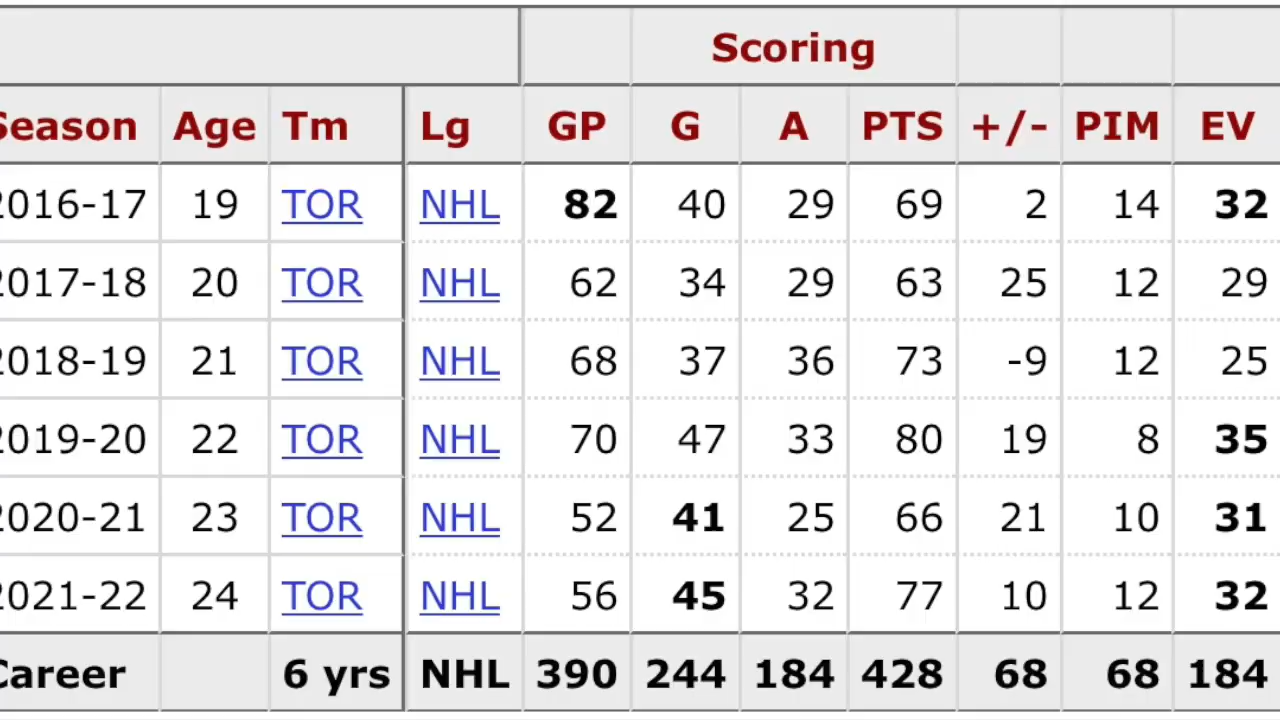 Scoring
Season Age Tm Lg GP G A PTS +/- PIM EV
2016-17 19 TOR NHL 82 40 29 69 2 14 32
2017-18 20 TOR NHL 62 34 29 63 25 12 29
2018-19 21 TOR NHL 68 37 36 73 -9 12 25
2019-20 22 TOR NHL 70 47 33 80 19 8 35
2020-21 23 TOR NHL 52 41 25 66 21 10 31
2021-22 24 TOR NHL 56 45 32 77 10 12 32
Career 6 yrs NHL 390 244 184 428 68 68 184